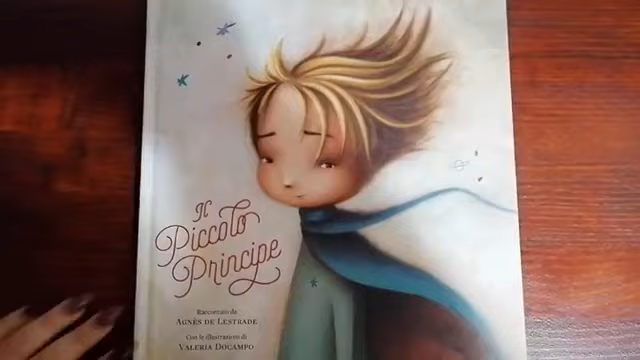 Il
Piccolo
Principe
Raccontato da
AGNÈS DE LESTRADE
Con le illustrazioni di
VALERIA DOCAMPO